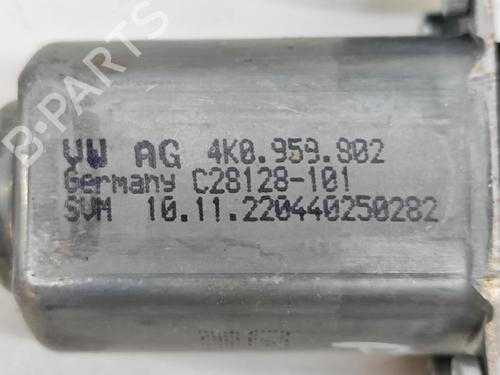 B-PARTS
VW AG 4K0.959.802
Germany C28128-101
SVM 10.11.220440250282